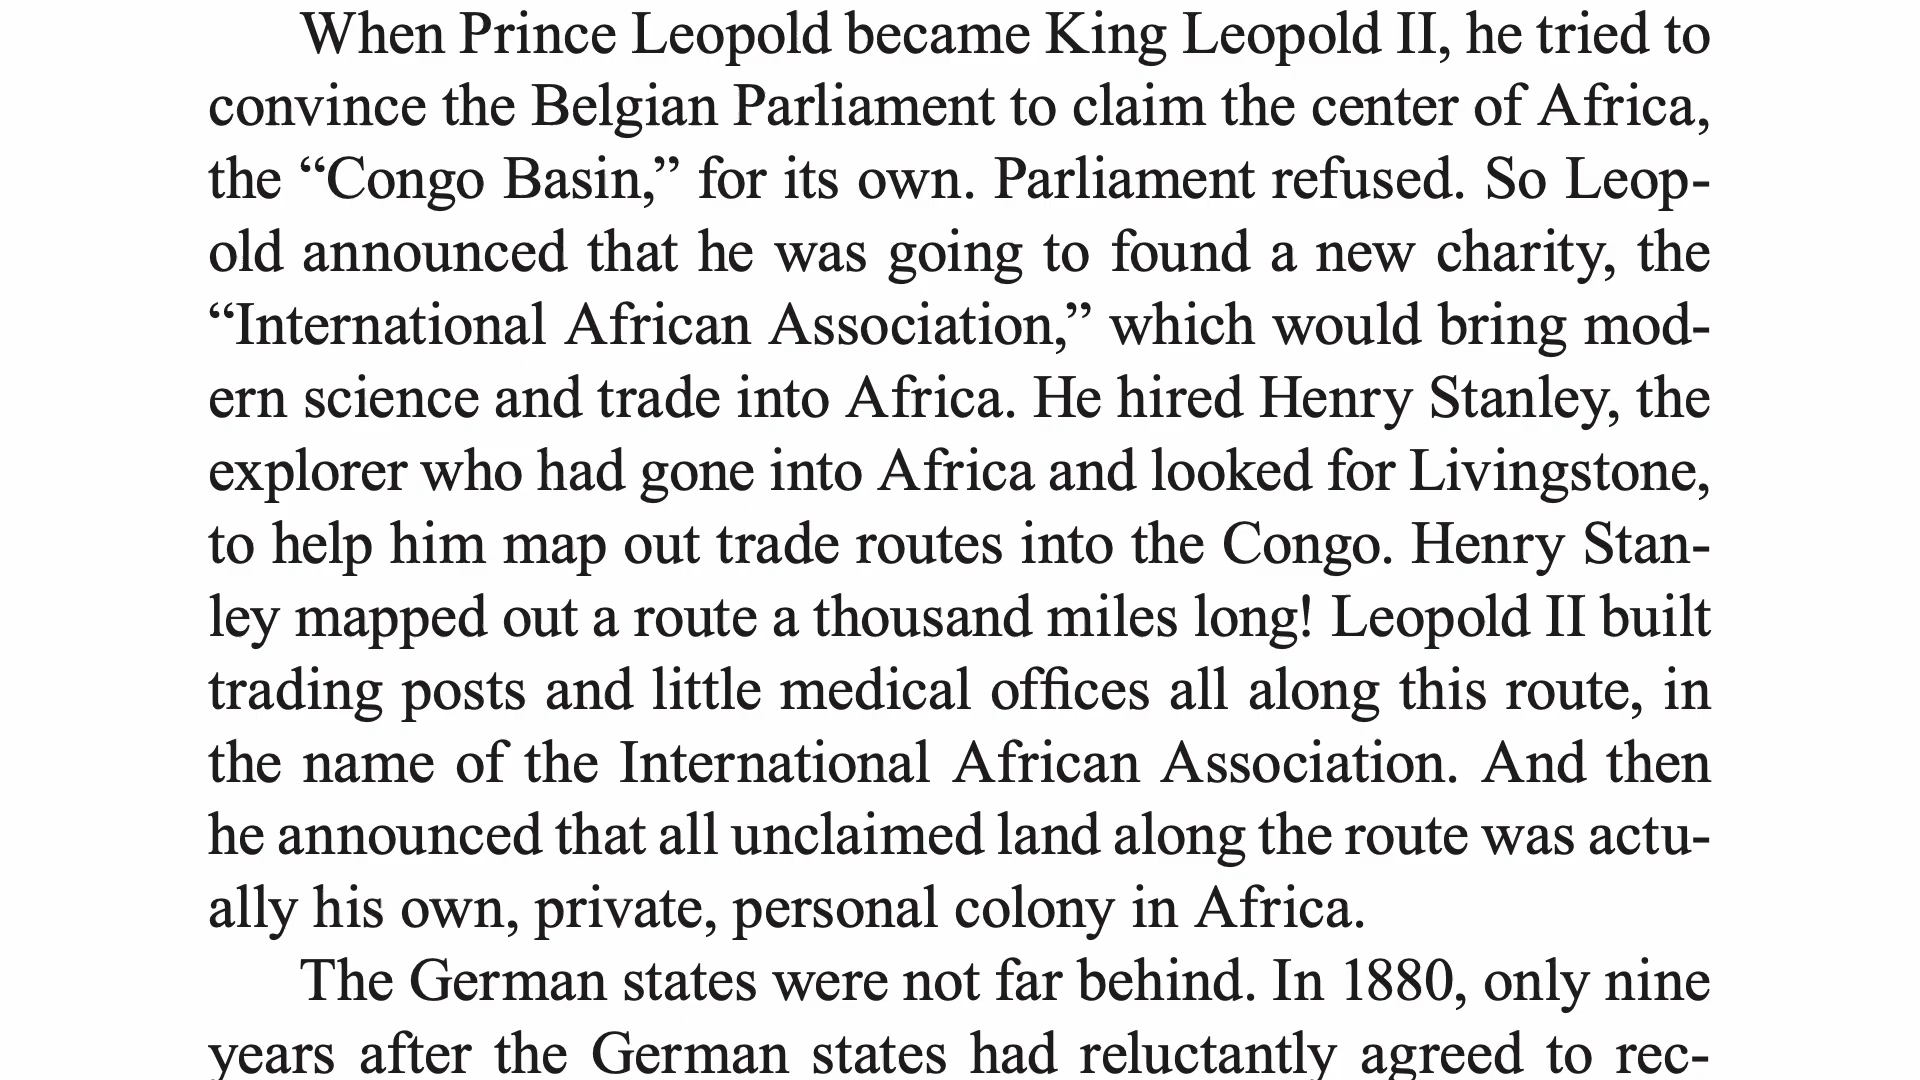 When Prince Leopold became King Leopold II, he tried to
convince the Belgian Parliament to claim the center of Africa,
the “Congo Basin,” for its own. Parliament refused. So Leop-
old announced that he was going to found a new charity, the
“International African Association,” which would bring mod-
ern science and trade into Africa. He hired Henry Stanley, the
explorer who had gone into Africa and looked for Livingstone,
to help him map out trade routes into the Congo. Henry Stan-
ley mapped out a route a thousand miles long! Leopold II built
trading posts and little medical offices all along this route, in
the name of the International African Association. And then
he announced that all unclaimed land along the route was actu-
ally his own, private, personal colony in Africa.
The German states were not far behind. In 1880, only nine
years after the German states had reluctantly agreed to rec-